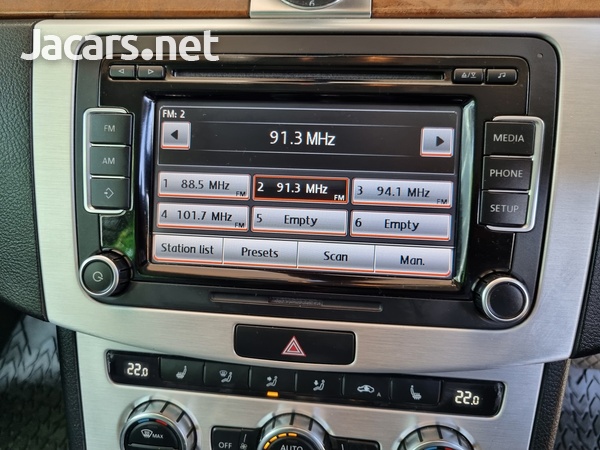 Jacars.net
FM: 2
91.3 MHz
1 88.5 MHz FM
2 91.3 MHz FM
3 94.1 MHz FM
4 101.7 MHz FM
5 Empty
6 Empty
Station list
Presets
Scan
Man.
FM
AM
MEDIA
PHONE
SETUP
22.0
A
22.0
MAX
OFF
AUTO